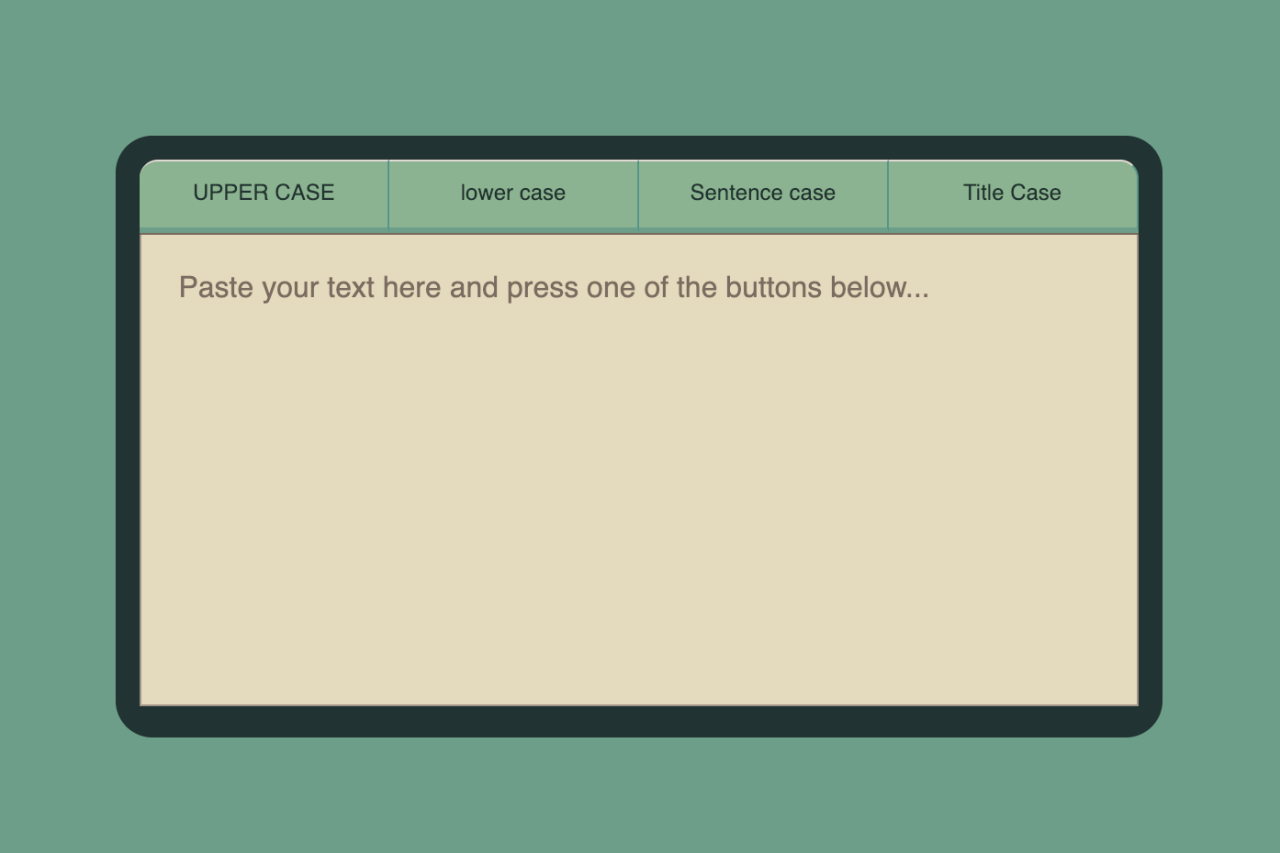 UPPER CASE
lower case
Sentence case
Title Case
Paste your text here and press one of the buttons below...